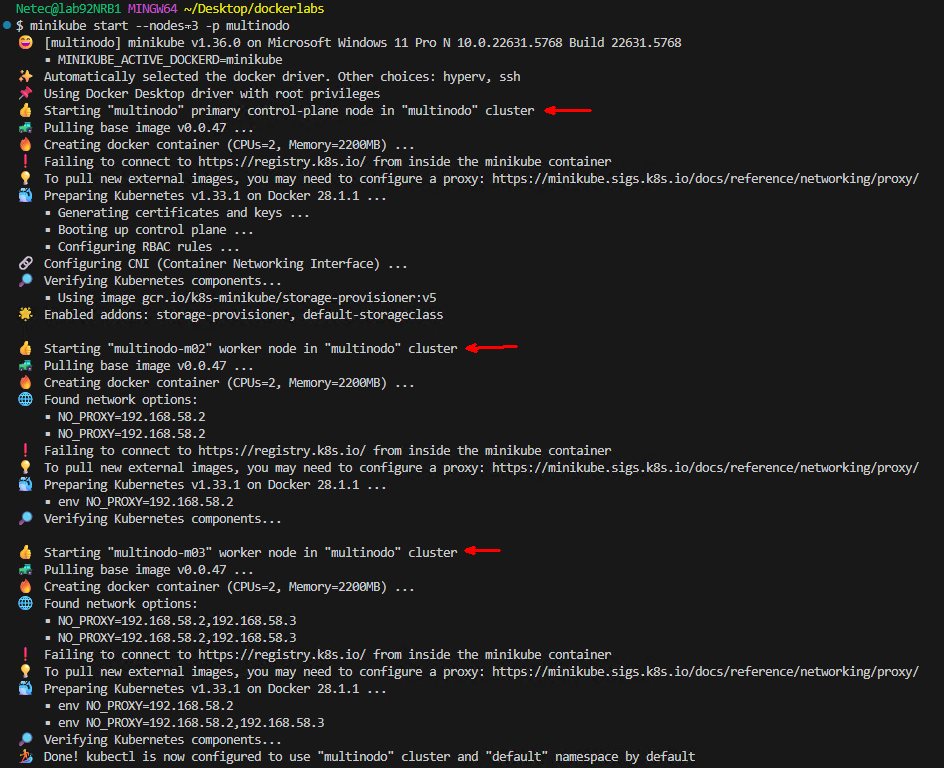 Netec@lab92NRB1 MINGW64 ~/Desktop/dockerlabs
$ minikube start --nodes=3 -p multinodo
😄 [multinodo] minikube v1.36.0 on Microsoft Windows 11 Pro N 10.0.22631.5768 Build 22631.5768
▪ MINIKUBE_ACTIVE_DOCKERD=minikube
✨ Automatically selected the docker driver. Other choices: hyperv, ssh
📌 Using Docker Desktop driver with root privileges
👍 Starting "multinodo" primary control-plane node in "multinodo" cluster
🚜 Pulling base image v0.0.47 ...
🔥 Creating docker container (CPUs=2, Memory=2200MB) ...
❗ Failing to connect to https://registry.k8s.io/ from inside the minikube container
💡 To pull new external images, you may need to configure a proxy: https://minikube.sigs.k8s.io/docs/reference/networking/proxy/
🐳 Preparing Kubernetes v1.33.1 on Docker 28.1.1 ...
▪ Generating certificates and keys ...
▪ Booting up control plane ...
▪ Configuring RBAC rules ...
🔗 Configuring CNI (Container Networking Interface) ...
🔎 Verifying Kubernetes components...
▪ Using image gcr.io/k8s-minikube/storage-provisioner:v5
🌟 Enabled addons: storage-provisioner, default-storageclass
👍 Starting "multinodo-m02" worker node in "multinodo" cluster
🚜 Pulling base image v0.0.47 ...
🔥 Creating docker container (CPUs=2, Memory=2200MB) ...
🌐 Found network options:
▪ NO_PROXY=192.168.58.2
▪ NO_PROXY=192.168.58.2
❗ Failing to connect to https://registry.k8s.io/ from inside the minikube container
💡 To pull new external images, you may need to configure a proxy: https://minikube.sigs.k8s.io/docs/reference/networking/proxy/
🐳 Preparing Kubernetes v1.33.1 on Docker 28.1.1 ...
▪ env NO_PROXY=192.168.58.2
🔎 Verifying Kubernetes components...
👍 Starting "multinodo-m03" worker node in "multinodo" cluster
🚜 Pulling base image v0.0.47 ...
🔥 Creating docker container (CPUs=2, Memory=2200MB) ...
🌐 Found network options:
▪ NO_PROXY=192.168.58.2,192.168.58.3
▪ NO_PROXY=192.168.58.2,192.168.58.3
❗ Failing to connect to https://registry.k8s.io/ from inside the minikube container
💡 To pull new external images, you may need to configure a proxy: https://minikube.sigs.k8s.io/docs/reference/networking/proxy/
🐳 Preparing Kubernetes v1.33.1 on Docker 28.1.1 ...
▪ env NO_PROXY=192.168.58.2
▪ env NO_PROXY=192.168.58.2,192.168.58.3
🔎 Verifying Kubernetes components...
🏄 Done! kubectl is now configured to use "multinodo" cluster and "default" namespace by default